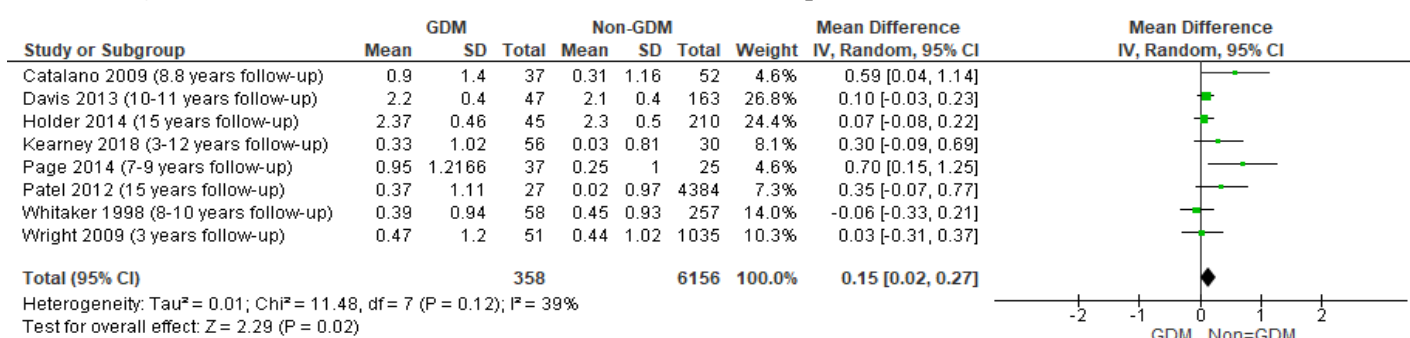 GDM Non-GDM Mean Difference Mean Difference
Study or Subgroup Mean SD Total Mean SD Total Weight IV, Random, 95% CI IV, Random, 95% CI
Catalano 2009 (8.8 years follow-up) 0.9 1.4 37 0.31 1.16 52 4.6% 0.59 [0.04, 1.14]
Davis 2013 (10-11 years follow-up) 2.2 0.4 47 2.1 0.4 163 26.8% 0.10 [-0.03, 0.23]
Holder 2014 (15 years follow-up) 2.37 0.46 45 2.3 0.5 210 24.4% 0.07 [-0.08, 0.22]
Kearney 2018 (3-12 years follow-up) 0.33 1.02 56 0.03 0.81 30 8.1% 0.30 [-0.09, 0.69]
Page 2014 (7-9 years follow-up) 0.95 1.2166 37 0.25 1 25 4.6% 0.70 [0.15, 1.25]
Patel 2012 (15 years follow-up) 0.37 1.11 27 0.02 0.97 4384 7.3% 0.35 [-0.07, 0.77]
Whitaker 1998 (8-10 years follow-up) 0.39 0.94 58 0.45 0.93 257 14.0% -0.06 [-0.33, 0.21]
Wright 2009 (3 years follow-up) 0.47 1.2 51 0.44 1.02 1035 10.3% 0.03 [-0.31, 0.37]
Total (95% CI) 358 6156 100.0% 0.15 [0.02, 0.27]
Heterogeneity: Tau² = 0.01; Chi² = 11.48, df = 7 (P = 0.12); I² = 39%
Test for overall effect: Z = 2.29 (P = 0.02)
-2 -1 0 1 2
GDM Non=GDM